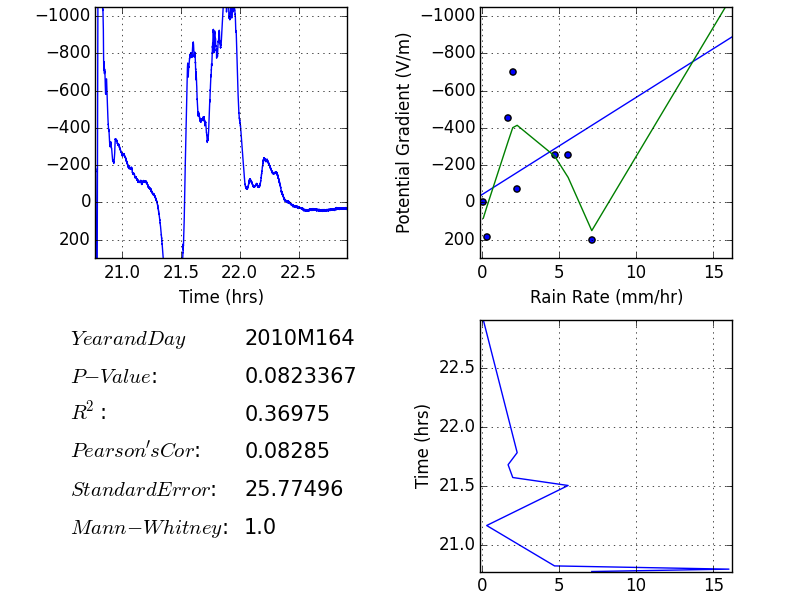 −1000
−800
−600
−400
−200
0
200
21.0 21.5 22.0 22.5
Time (hrs)
Potential Gradient (V/m)
−1000
−800
−600
−400
−200
0
200
0 5 10 15
Rain Rate (mm/hr)
YearandDay 2010M164
P−Value: 0.0823367
R²: 0.36975
Pearson'sCor: 0.08285
StandardError: 25.77496
Mann−Whitney: 1.0
Time (hrs)
22.5
22.0
21.5
21.0
0 5 10 15